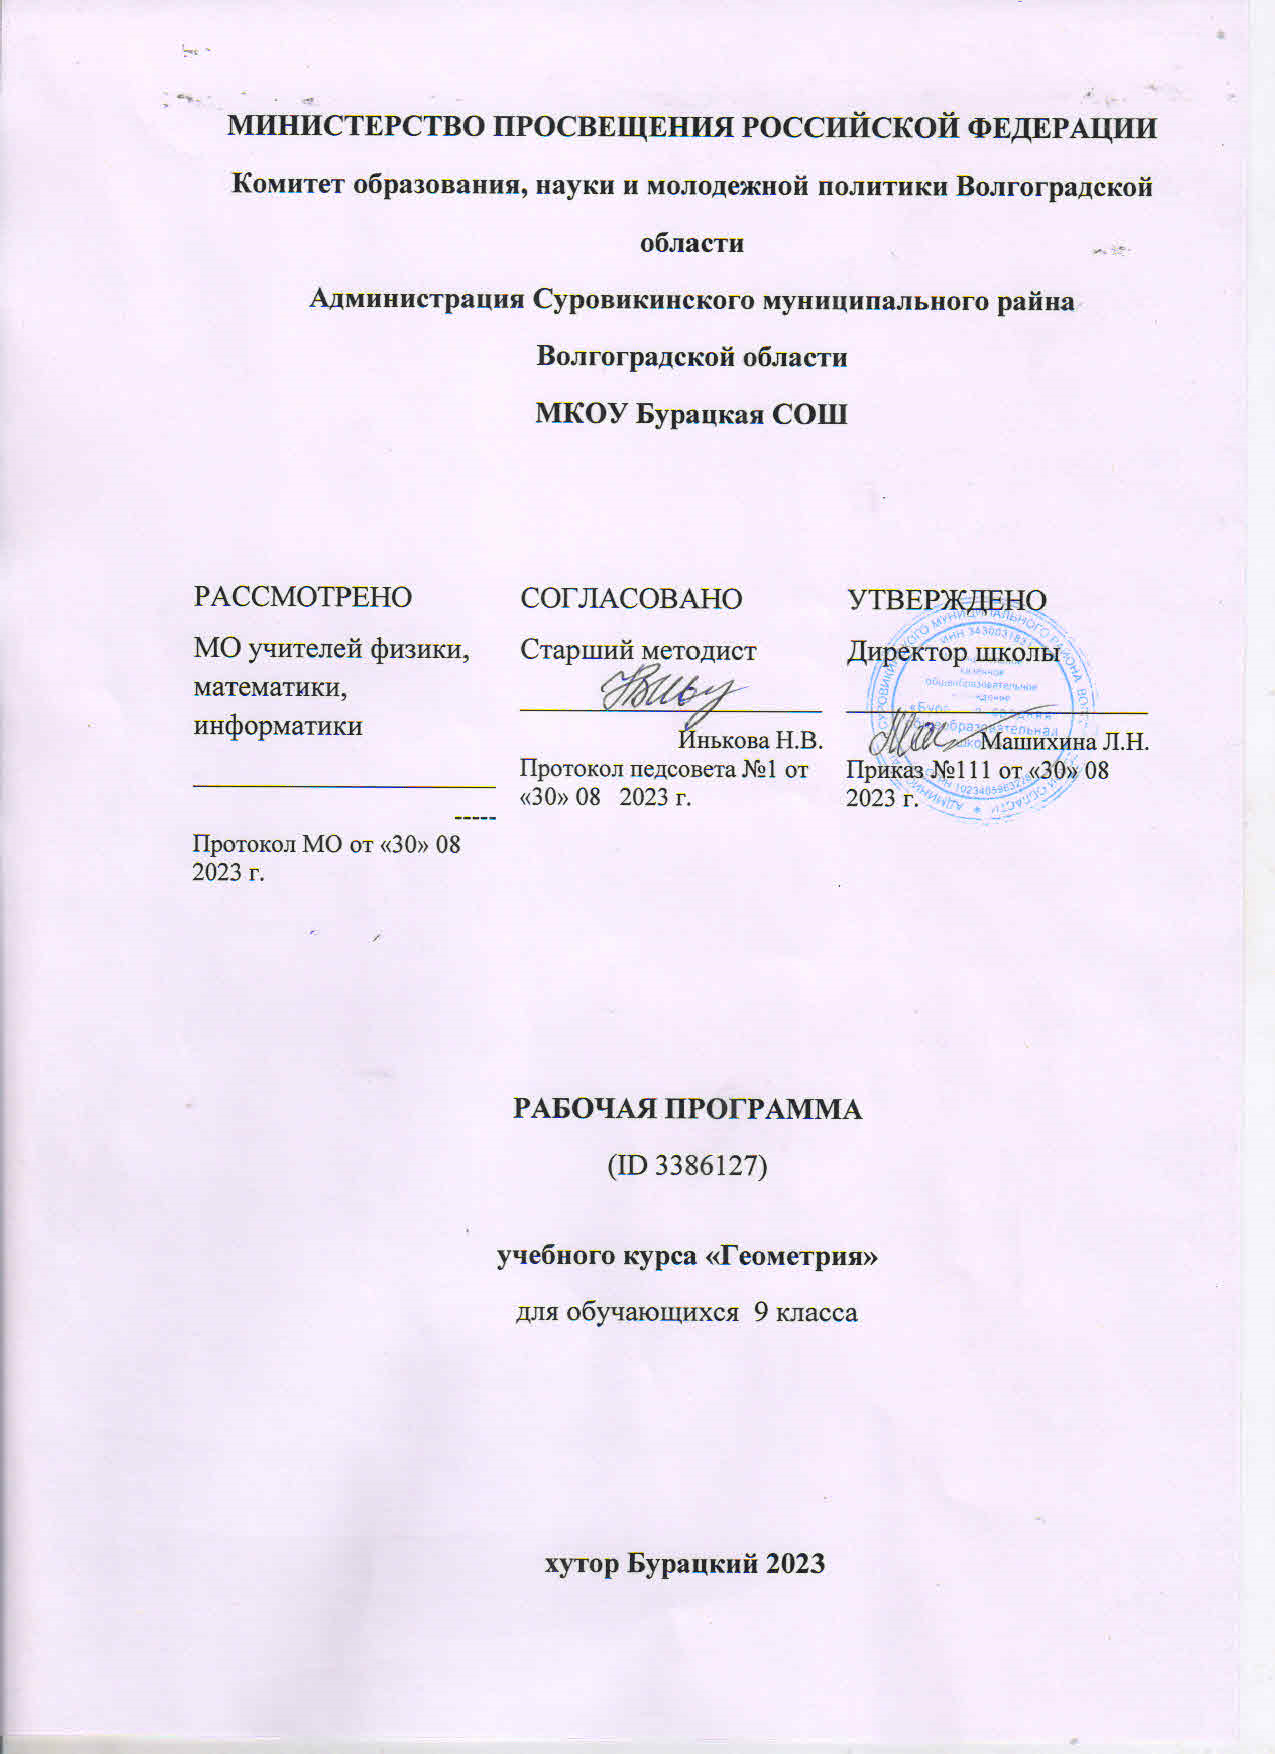 МИНИСТЕРСТВО ПРОСВЕЩЕНИЯ РОССИЙСКОЙ ФЕДЕРАЦИИ
Комитет образования, науки и молодежной политики Волгоградской
области
Администрация Суровикинского муниципального райна
Волгоградской области
МКОУ Бурацкая СОШ
РАССМОТРЕНО
МО учителей физики,
математики,
информатики
-----
Протокол МО от «30» 08
2023 г.
СОГЛАСОВАНО
Старший методист
Инькова Н.В.
Протокол педсовета №1 от
«30» 08 2023 г.
УТВЕРЖДЕНО
Директор школы
Машихина Л.Н.
Приказ №111 от «30» 08
2023 г.
общеобразовательное
РАБОЧАЯ ПРОГРАММА
(ID 3386127)
учебного курса «Геометрия»
для обучающихся 9 класса
хутор Бурацкий 2023